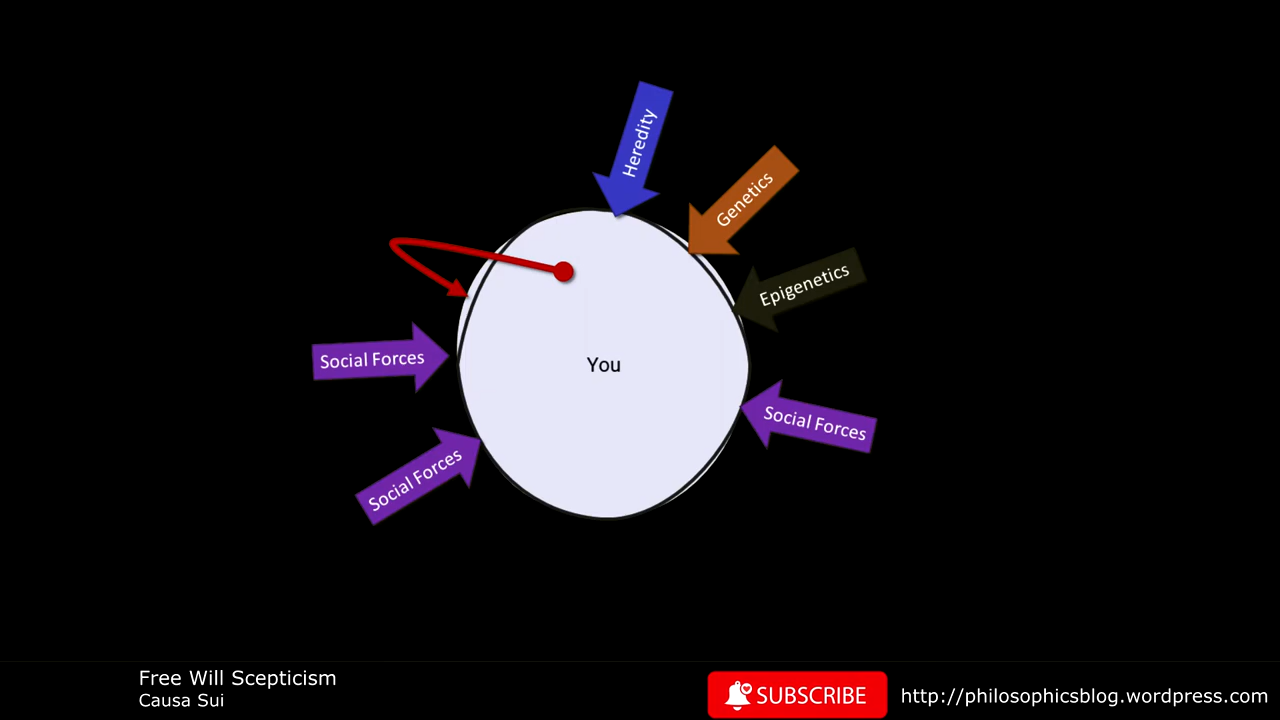 Heredity
Genetics
Epigenetics
Social Forces
You
Social Forces
Social Forces
Free Will Scepticism
Causa Sui
SUBSCRIBE
http://philosophicsblog.wordpress.com